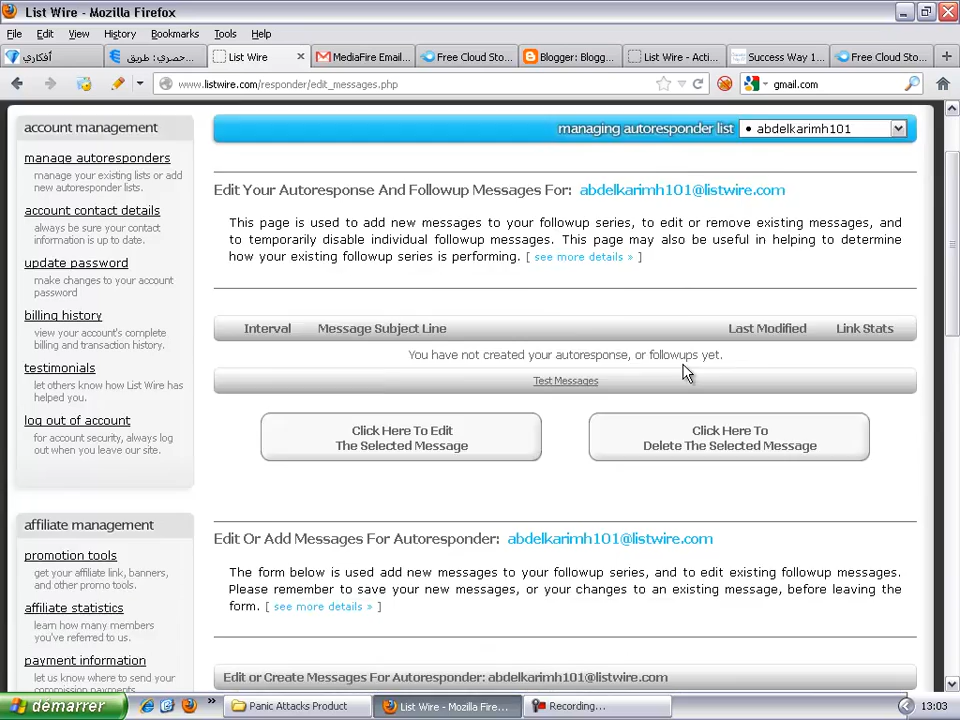 List Wire - Mozilla Firefox
File Edit View History Bookmarks Tools Help
أفكاري
...حصري: طريق
List Wire
MediaFire Email...
Free Cloud Sto...
Blogger: Blogg...
List Wire - Acti...
Success Way 1...
Free Cloud Sto...
www.listwire.com/responder/edit_messages.php
gmail.com
account management
manage autoresponders
manage your existing lists or add
new autoresponder lists.
account contact details
always be sure your contact
information is up to date.
update password
make changes to your account
password
billing history
view your account's complete
billing and transaction history.
testimonials
let others know how List Wire has
helped you.
log out of account
for account security, always log
out when you leave our site.
affiliate management
promotion tools
get your affiliate link, banners,
and other promo tools.
affiliate statistics
learn how many members
you've referred to us.
payment information
let us know where to send your
commission payments.
managing autoresponder list • abdelkarimh101
Edit Your Autoresponse And Followup Messages For: abdelkarimh101@listwire.com
This page is used to add new messages to your followup series, to edit or remove existing messages, and
to temporarily disable individual followup messages. This page may also be useful in helping to determine
how your existing followup series is performing. [ see more details » ]
Interval Message Subject Line Last Modified Link Stats
You have not created your autoresponse, or followups yet.
Test Messages
Click Here To Edit
The Selected Message
Click Here To
Delete The Selected Message
Edit Or Add Messages For Autoresponder: abdelkarimh101@listwire.com
The form below is used add new messages to your followup series, and to edit existing followup messages.
Please remember to save your new messages, or your changes to an existing message, before leaving the
form. [ see more details » ]
Edit or Create Messages For Autoresponder: abdelkarimh101@listwire.com
démarrer
Panic Attacks Product
List Wire - Mozilla Fire...
Recording...
13:03